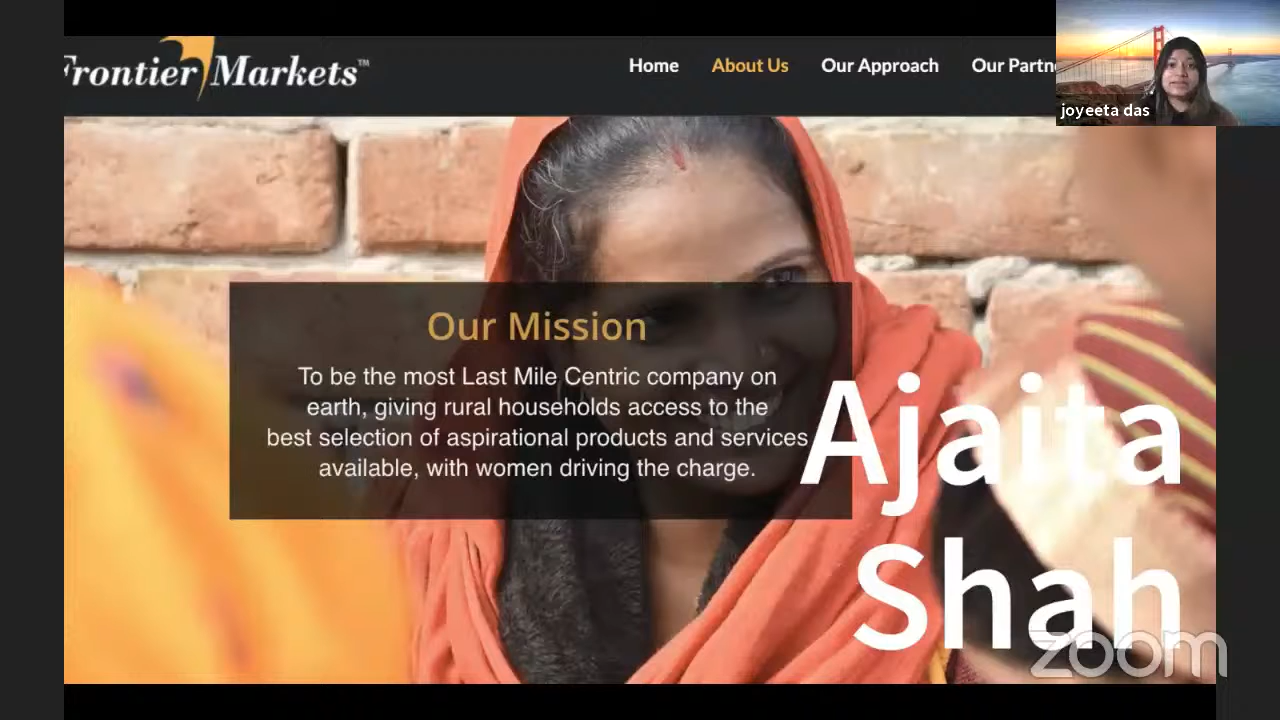 Frontier Markets™
Home About Us Our Approach Our Partn
joyeeta das
Our Mission
To be the most Last Mile Centric company on
earth, giving rural households access to the
best selection of aspirational products and services
available, with women driving the charge.
Ajaita
Shah
zoom